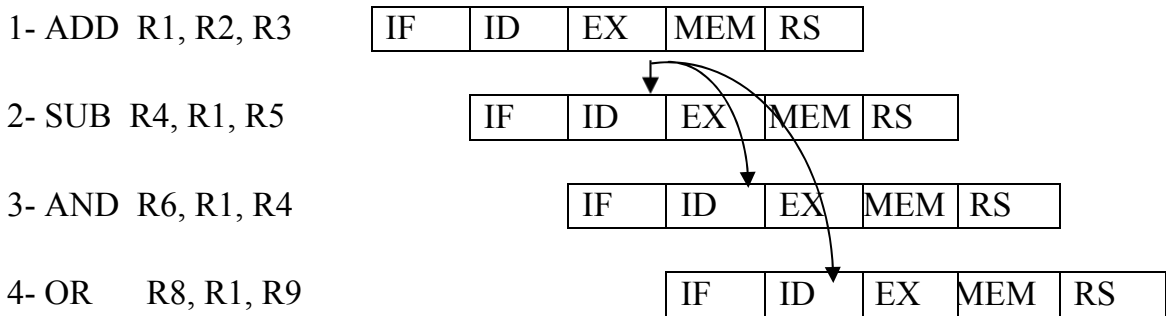 1- ADD R1, R2, R3 IF ID EX MEM RS
2- SUB R4, R1, R5 IF ID EX MEM RS
3- AND R6, R1, R4 IF ID EX MEM RS
4- OR R8, R1, R9 IF ID EX MEM RS